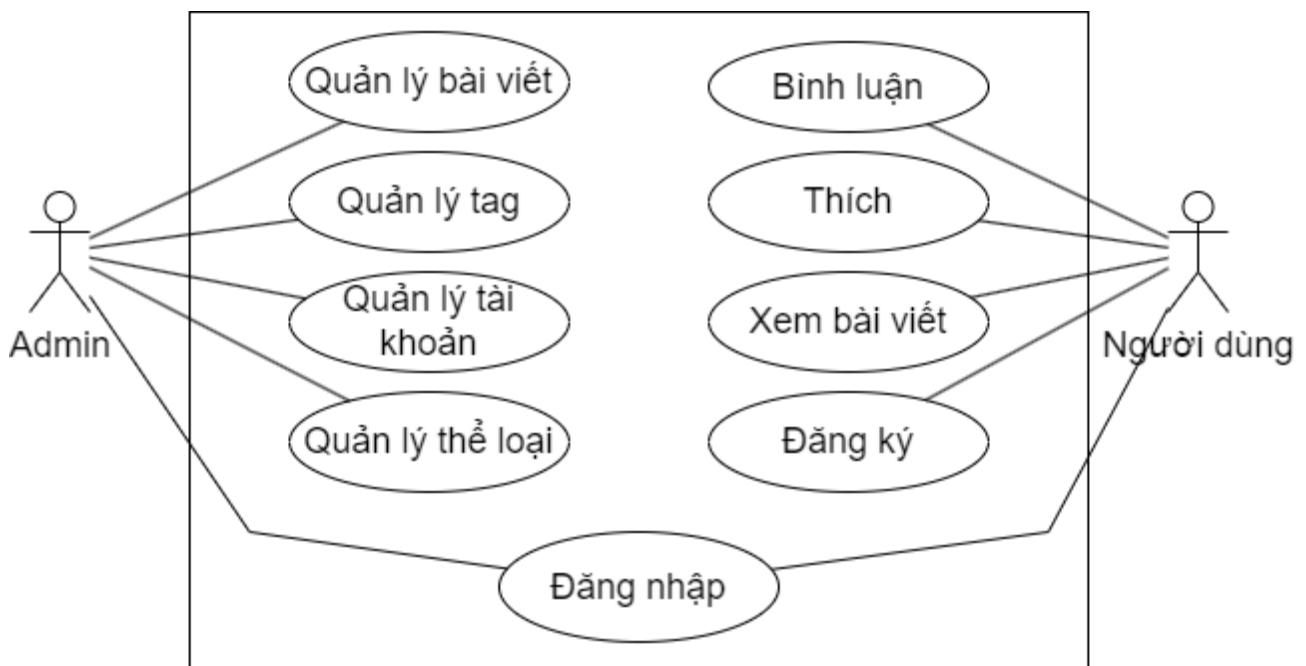 Quản lý bài viết
Bình luận
Quản lý tag
Thích
Quản lý tài
khoản
Xem bài viết
Admin
Người dùng
Quản lý thể loại
Đăng ký
Đăng nhập